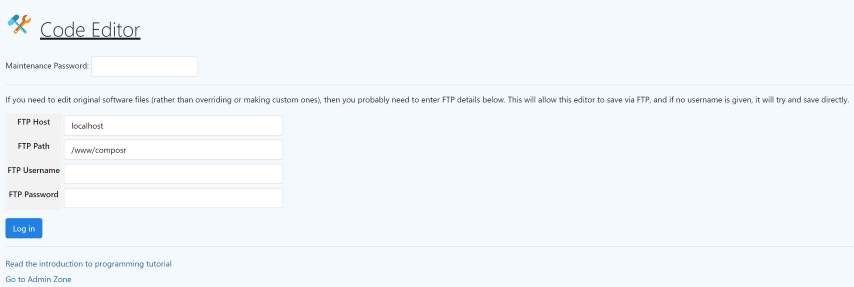 Code Editor
Maintenance Password:
If you need to edit original software files (rather than overriding or making custom ones), then you probably need to enter FTP details below. This will allow this editor to save via FTP, and if no username is given, it will try and save directly.
FTP Host localhost
FTP Path /www/composr
FTP Username
FTP Password
Log in
Read the introduction to programming tutorial
Go to Admin Zone